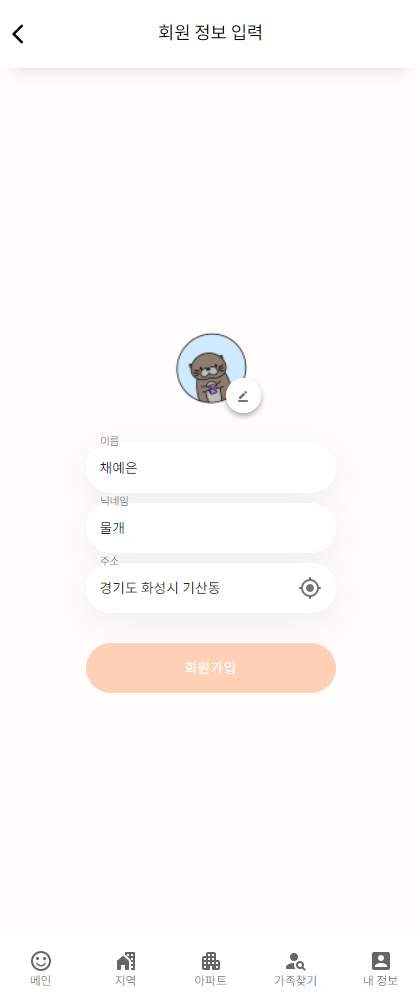 회원 정보 입력
이름
채예은
닉네임
물개
주소
경기도 화성시 기산동
회원가입
메인
지역
아파트
가족찾기
내 정보